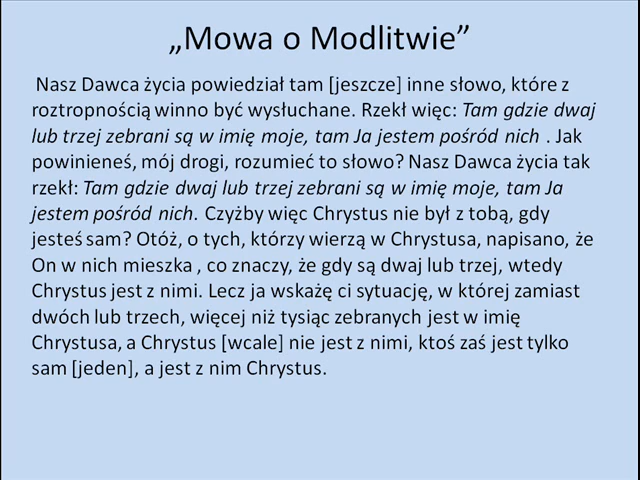 „Mowa o Modlitwie”
Nasz Dawca życia powiedział tam [jeszcze] inne słowo, które z
roztropnością winno być wysłuchane. Rzekł więc: Tam gdzie dwaj
lub trzej zebrani są w imię moje, tam Ja jestem pośród nich . Jak
powinieneś, mój drogi, rozumieć to słowo? Nasz Dawca życia tak
rzekł: Tam gdzie dwaj lub trzej zebrani są w imię moje, tam Ja
jestem pośród nich. Czyżby więc Chrystus nie był z tobą, gdy
jesteś sam? Otóż, o tych, którzy wierzą w Chrystusa, napisano, że
On w nich mieszka , co znaczy, że gdy są dwaj lub trzej, wtedy
Chrystus jest z nimi. Lecz ja wskażę ci sytuację, w której zamiast
dwóch lub trzech, więcej niż tysiąc zebranych jest w imię
Chrystusa, a Chrystus [wcale] nie jest z nimi, ktoś zaś jest tylko
sam [jeden], a jest z nim Chrystus.